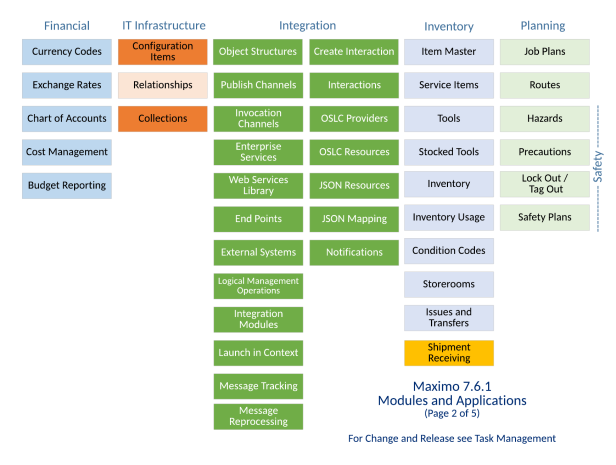 Financial
Currency Codes
Exchange Rates
Chart of Accounts
Cost Management
Budget Reporting
IT Infrastructure
Configuration
Items
Relationships
Collections
Integration
Object Structures
Publish Channels
Invocation
Channels
Enterprise
Services
Web Services
Library
End Points
External Systems
Logical Management
Operations
Integration
Modules
Launch in Context
Message Tracking
Message
Reprocessing
Create Interaction
Interactions
OSLC Providers
OSLC Resources
JSON Resources
JSON Mapping
Notifications
Inventory
Item Master
Service Items
Tools
Stocked Tools
Inventory
Inventory Usage
Condition Codes
Storerooms
Issues and
Transfers
Shipment
Receiving
Planning
Job Plans
Routes
Hazards
Precautions
Lock Out /
Tag Out
Safety Plans
Safety
Maximo 7.6.1
Modules and Applications
(Page 2 of 5)
For Change and Release see Task Management